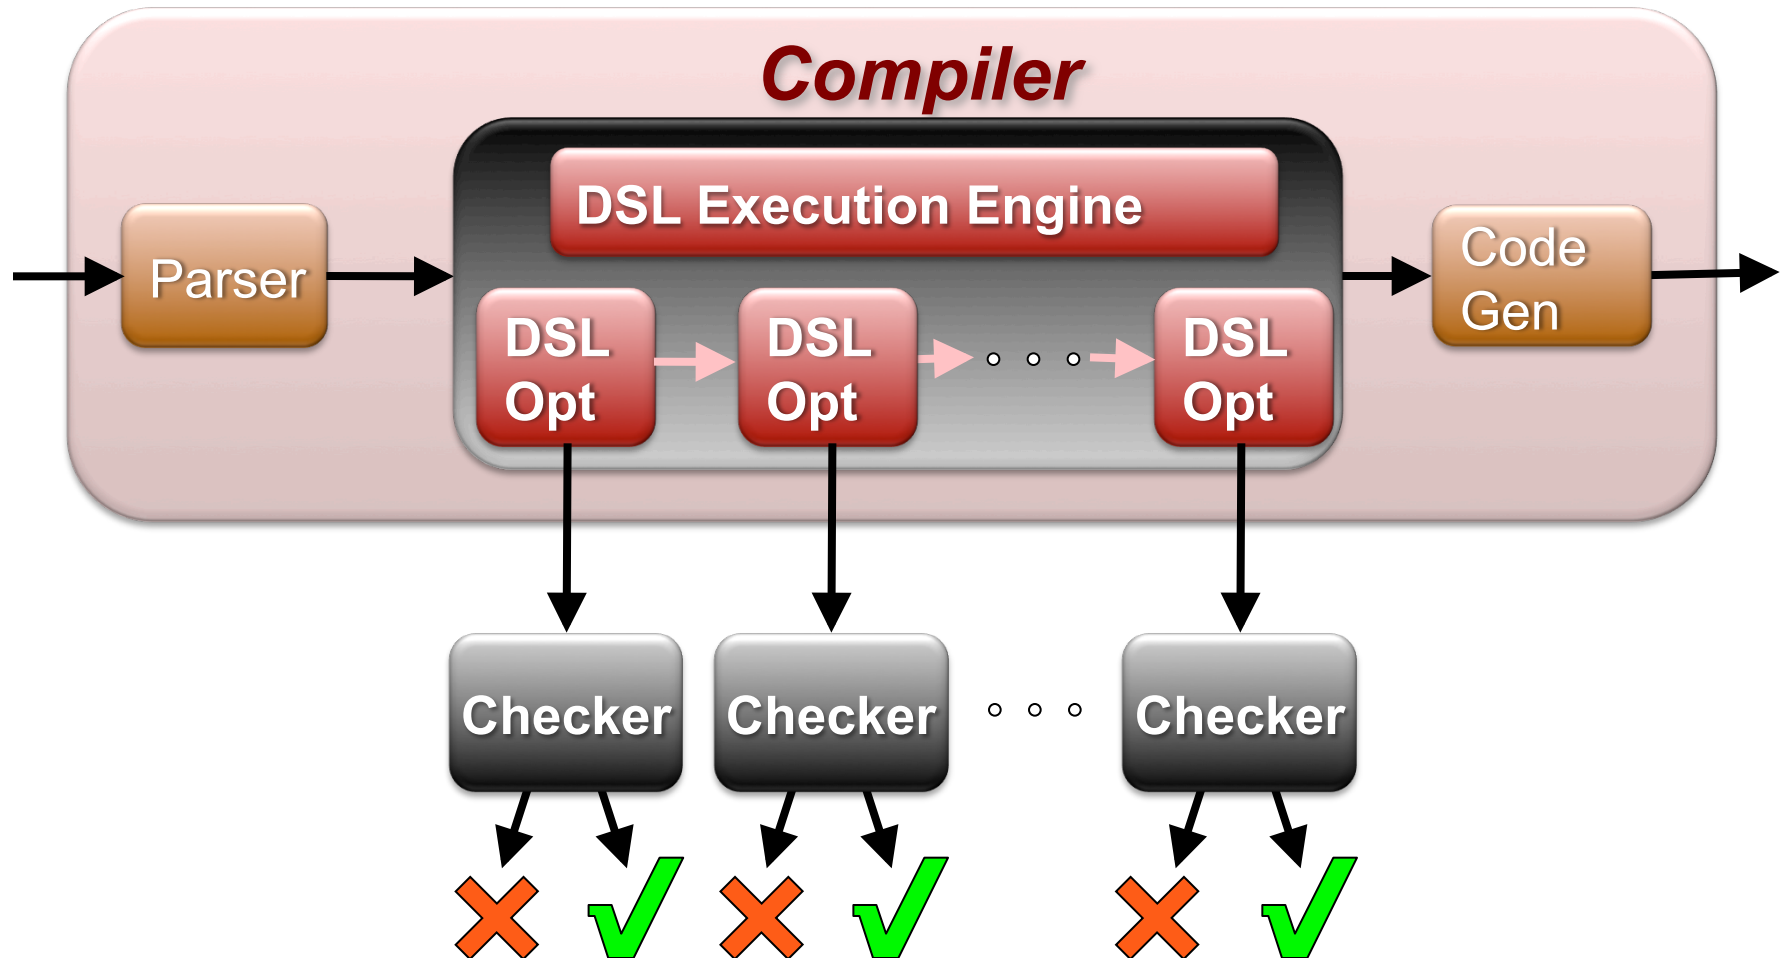 Compiler
DSL Execution Engine
Parser
DSL
Opt
DSL
Opt
DSL
Opt
Code
Gen
Checker
Checker
Checker